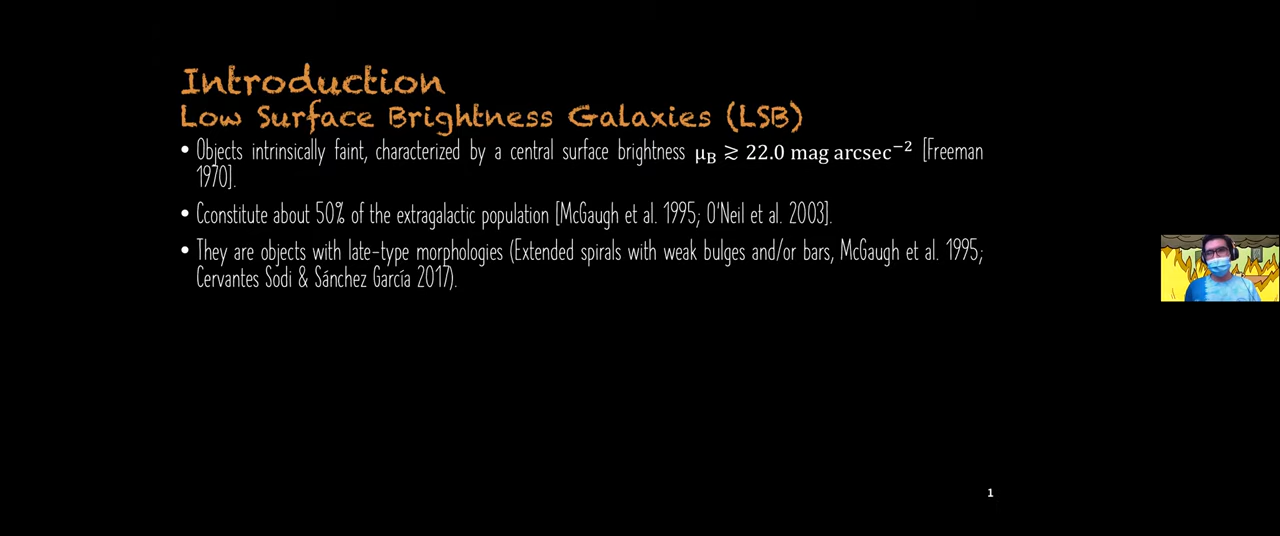 Introduction
Low Surface Brightness Galaxies (LSB)
• Objects intrinsically faint, characterized by a central surface brightness μ_B ≳ 22.0 mag arcsec⁻² [Freeman
1970].
• Cconstitute about 50% of the extragalactic population [McGaugh et al. 1995; O'Neil et al. 2003].
• They are objects with late-type morphologies (Extended spirals with weak bulges and/or bars, McGaugh et al. 1995;
Cervantes Sodi & Sánchez García 2017).
1